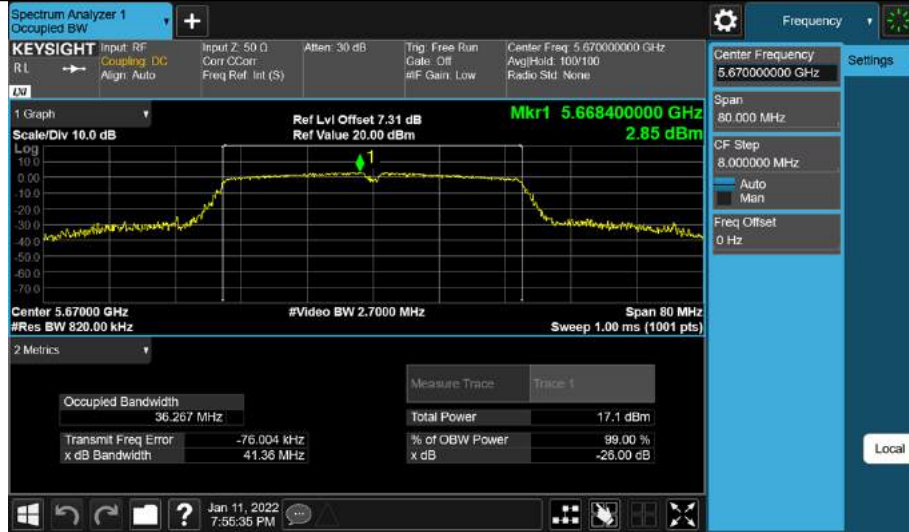 Spectrum Analyzer 1
Occupied BW
+
Frequency
KEYSIGHT
RL
LXI
Input: RF
Coupling: DC
Align: Auto
Input Z: 50 Ω
Corr CCorr
Freq Ref: Int (S)
Atten: 30 dB
Trig: Free Run
Gate: Off
#IF Gain: Low
Center Freq: 5.670000000 GHz
Avg|Hold: 100/100
Radio Std: None
Center Frequency
5.670000000 GHz
Settings
Span
80.000 MHz
CF Step
8.000000 MHz
Auto
Man
Freq Offset
0 Hz
Local
1 Graph
Scale/Div 10.0 dB
Ref Lvl Offset 7.31 dB
Ref Value 20.00 dBm
Mkr1 5.668400000 GHz
2.85 dBm
Log
10.0
0.00
-10.0
-20.0
-30.0
-40.0
-50.0
-60.0
-70.0
1
Center 5.67000 GHz
#Res BW 820.00 kHz
#Video BW 2.7000 MHz
Span 80 MHz
Sweep 1.00 ms (1001 pts)
2 Metrics
Measure Trace Trace 1
Occupied Bandwidth
36.267 MHz
Total Power 17.1 dBm
Transmit Freq Error -76.004 kHz
% of OBW Power 99.00 %
x dB Bandwidth 41.36 MHz
x dB -26.00 dB
?
Jan 11, 2022
7:55:35 PM